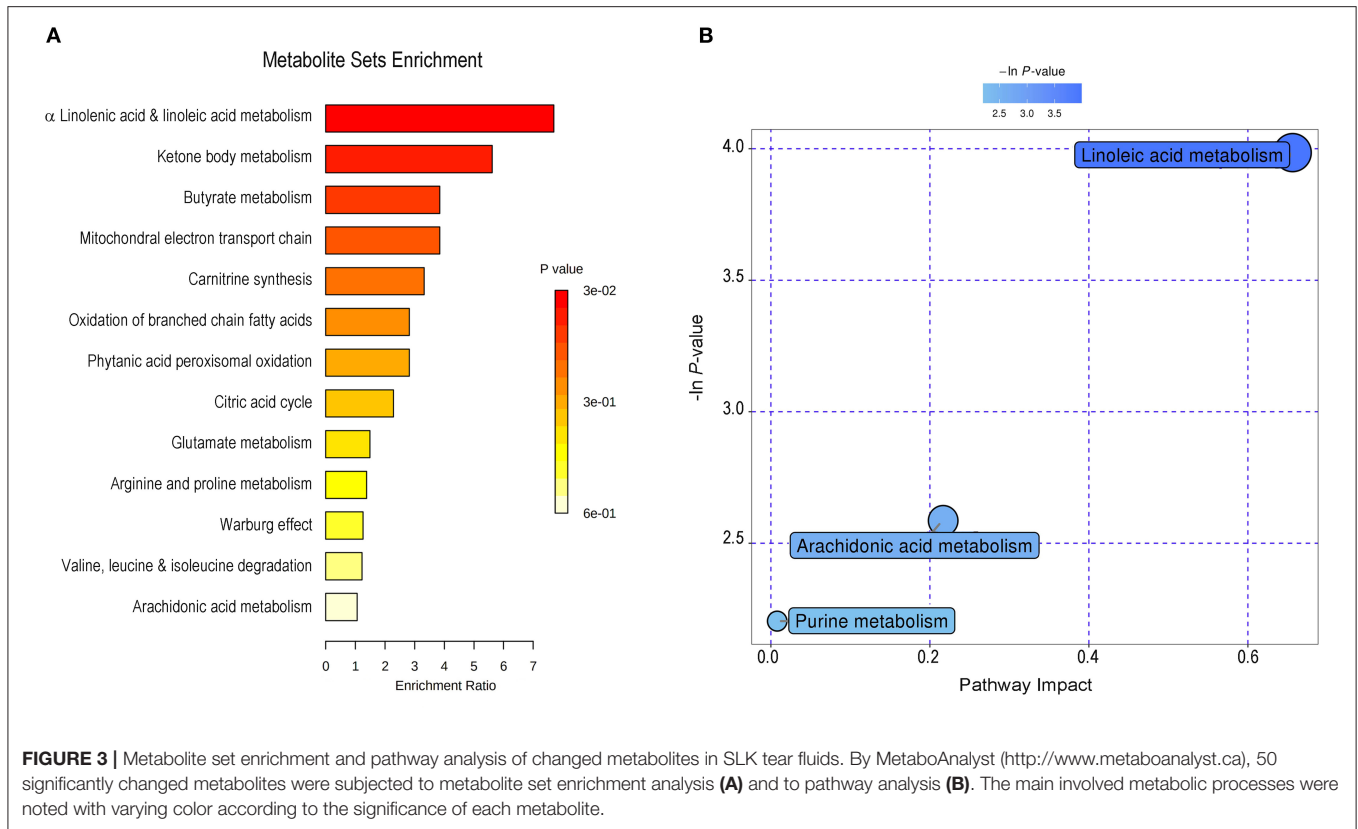 A
Metabolite Sets Enrichment
α Linolenic acid & linoleic acid metabolism
Ketone body metabolism
Butyrate metabolism
Mitochondral electron transport chain
Carnitrine synthesis
Oxidation of branched chain fatty acids
Phytanic acid peroxisomal oxidation
Citric acid cycle
Glutamate metabolism
Arginine and proline metabolism
Warburg effect
Valine, leucine & isoleucine degradation
Arachidonic acid metabolism
0 1 2 3 4 5 6 7
Enrichment Ratio
P value
3e-02
3e-01
6e-01
B
−ln P-value
2.5 3.0 3.5
4.0
3.5
3.0
2.5
-ln P-value
Linoleic acid metabolism
Arachidonic acid metabolism
Purine metabolism
0.0 0.2 0.4 0.6
Pathway Impact
FIGURE 3 | Metabolite set enrichment and pathway analysis of changed metabolites in SLK tear fluids. By MetaboAnalyst (http://www.metaboanalyst.ca), 50
significantly changed metabolites were subjected to metabolite set enrichment analysis (A) and to pathway analysis (B). The main involved metabolic processes were
noted with varying color according to the significance of each metabolite.